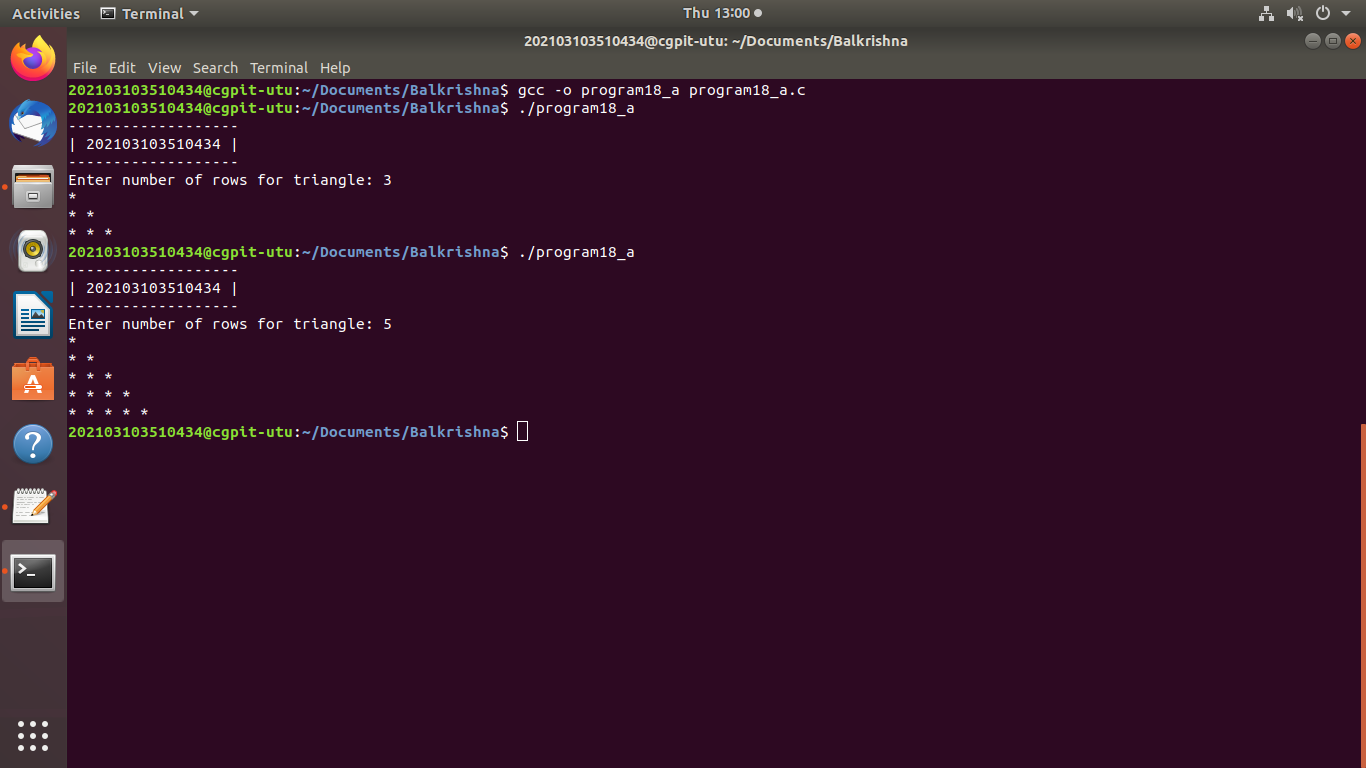 Activities Terminal Thu 13:00
202103103510434@cgpit-utu: ~/Documents/Balkrishna
File Edit View Search Terminal Help
202103103510434@cgpit-utu:~/Documents/Balkrishna$ gcc -o program18_a program18_a.c
202103103510434@cgpit-utu:~/Documents/Balkrishna$ ./program18_a
-------------------
| 202103103510434 |
-------------------
Enter number of rows for triangle: 3
*
* *
* * *
202103103510434@cgpit-utu:~/Documents/Balkrishna$ ./program18_a
-------------------
| 202103103510434 |
-------------------
Enter number of rows for triangle: 5
*
* *
* * *
* * * *
* * * * *
202103103510434@cgpit-utu:~/Documents/Balkrishna$